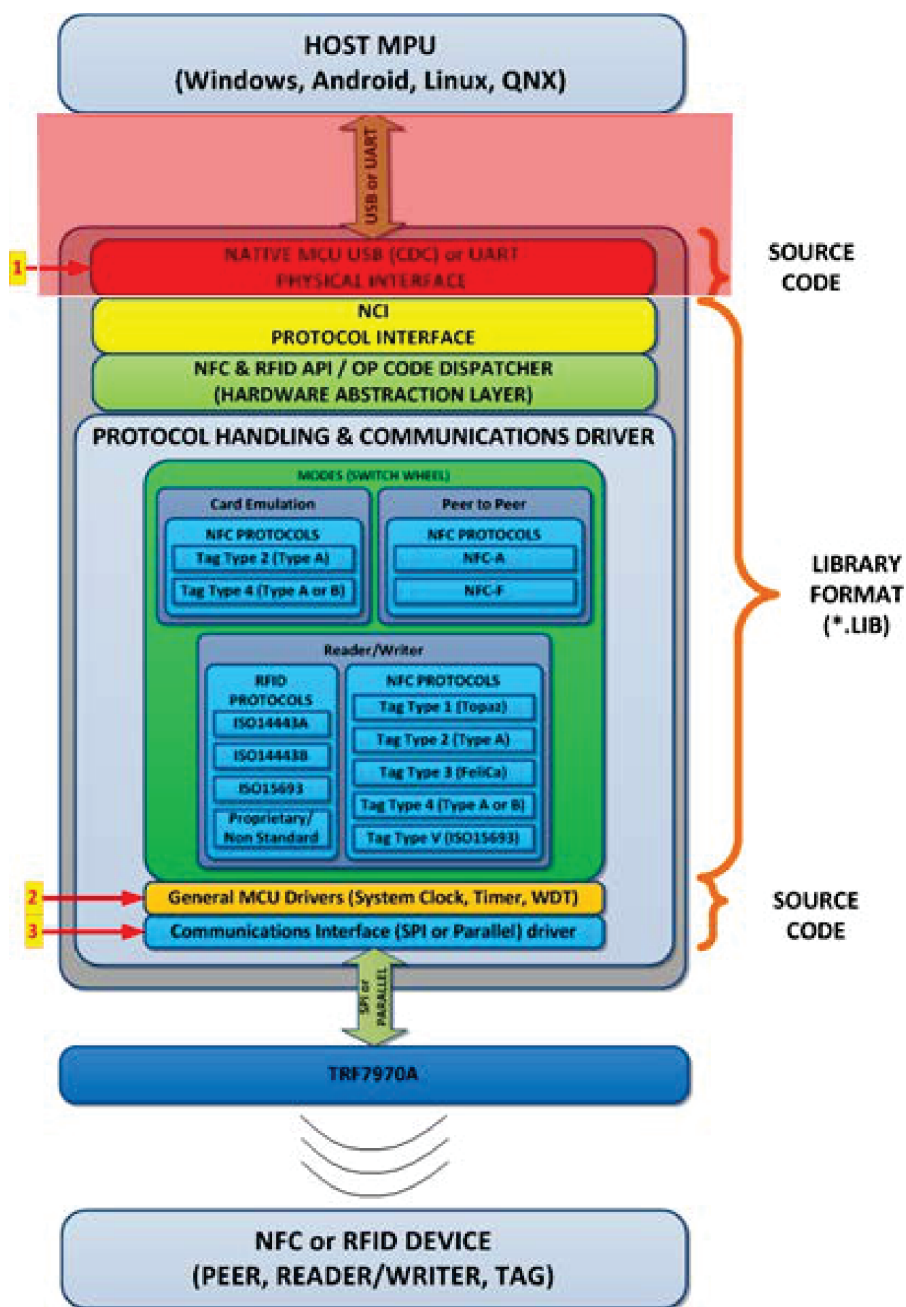 HOST MPU
(Windows, Android, Linux, QNX)
USB or UART
1
NATIVE MCU USB (CDC) or UART
PHYSICAL INTERFACE
SOURCE
CODE
NCI
PROTOCOL INTERFACE
NFC & RFID API / OP CODE DISPATCHER
(HARDWARE ABSTRACTION LAYER)
PROTOCOL HANDLING & COMMUNICATIONS DRIVER
MODES (SWITCH WHEEL)
Card Emulation
NFC PROTOCOLS
Tag Type 2 (Type A)
Tag Type 4 (Type A or B)
Peer to Peer
NFC PROTOCOLS
NFC-A
NFC-F
LIBRARY
FORMAT
(*.LIB)
Reader/Writer
RFID
PROTOCOLS
ISO14443A
ISO14443B
ISO15693
Proprietary/
Non Standard
NFC PROTOCOLS
Tag Type 1 (Topaz)
Tag Type 2 (Type A)
Tag Type 3 (FeliCa)
Tag Type 4 (Type A or B)
Tag Type V (ISO15693)
2
General MCU Drivers (System Clock, Timer, WDT)
3
Communications Interface (SPI or Parallel) driver
SOURCE
CODE
SPI or
PARALLEL
TRF7970A
NFC or RFID DEVICE
(PEER, READER/WRITER, TAG)